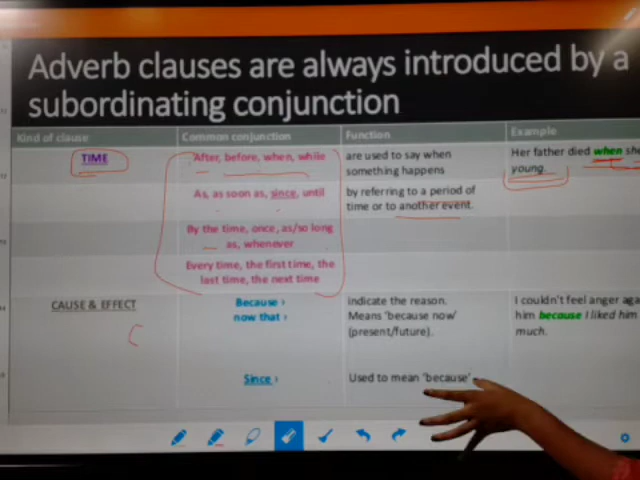 Adverb clauses are always introduced by a
subordinating conjunction
Kind of clause Common conjunction Function Example
TIME
After, before, when, while
As, as soon as, since, until
By the time, once, as/so long
as, whenever
Every time, the first time, the
last time, the next time
are used to say when
something happens
by referring to a period of
time or to another event.
Her father died when she
young.
CAUSE & EFFECT
Because
now that
indicate the reason.
Means 'because now'
(present/future).
I couldn't feel anger aga
him because I liked him
much.
Since
Used to mean 'because'